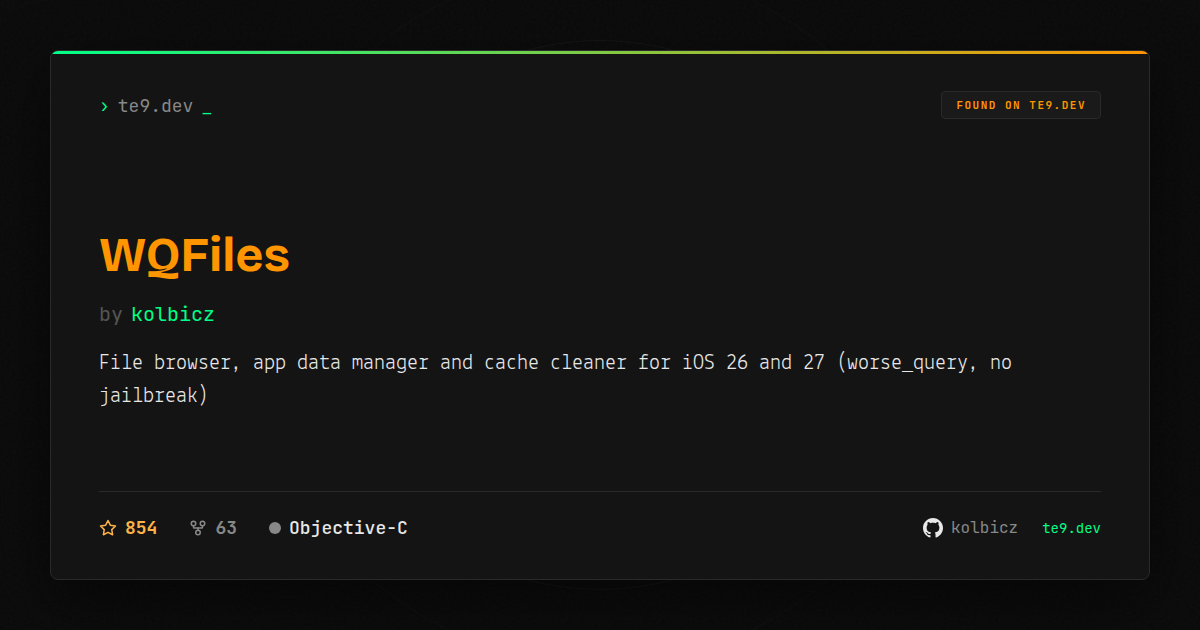 › te9.dev _
FOUND ON TE9.DEV
WQFiles
by kolbicz
File browser, app data manager and cache cleaner for iOS 26 and 27 (worse_query, no
jailbreak)
854 63 Objective-C
kolbicz te9.dev